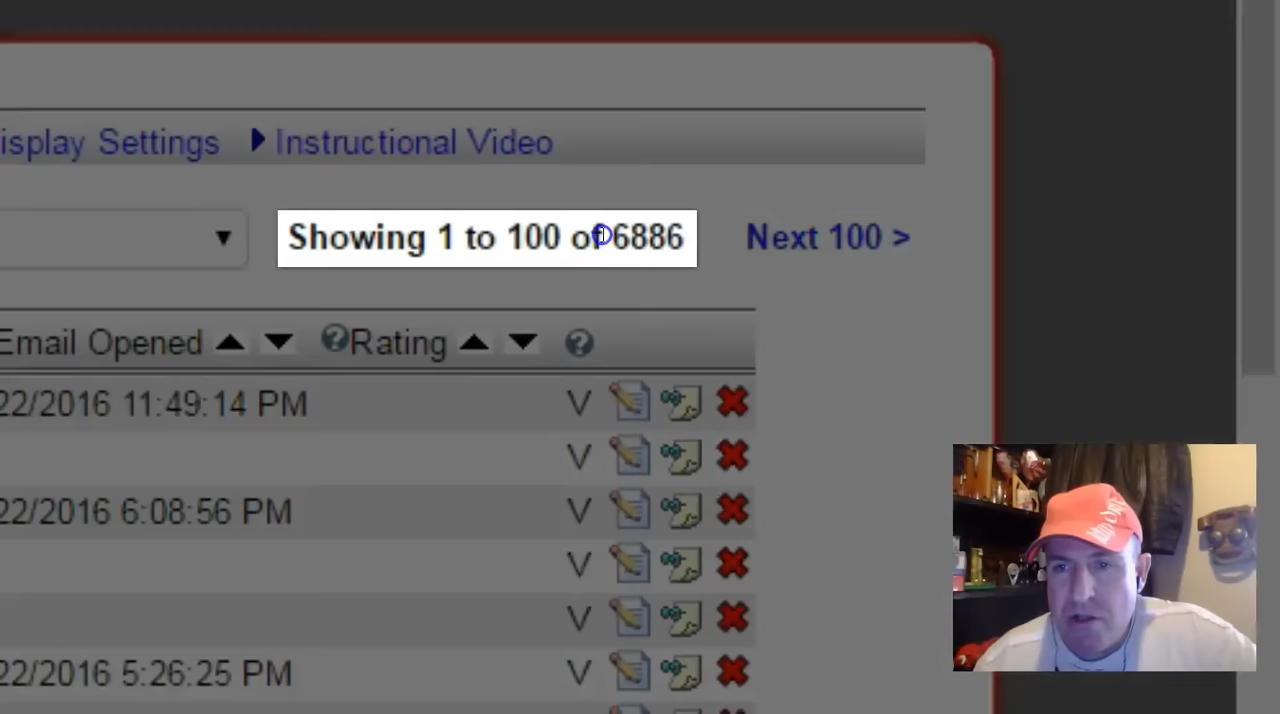 isplay Settings Instructional Video
Showing 1 to 100 of 6886 Next 100 >
Email Opened Rating
22/2016 11:49:14 PM V
V
22/2016 6:08:56 PM V
V
V
22/2016 5:26:25 PM V